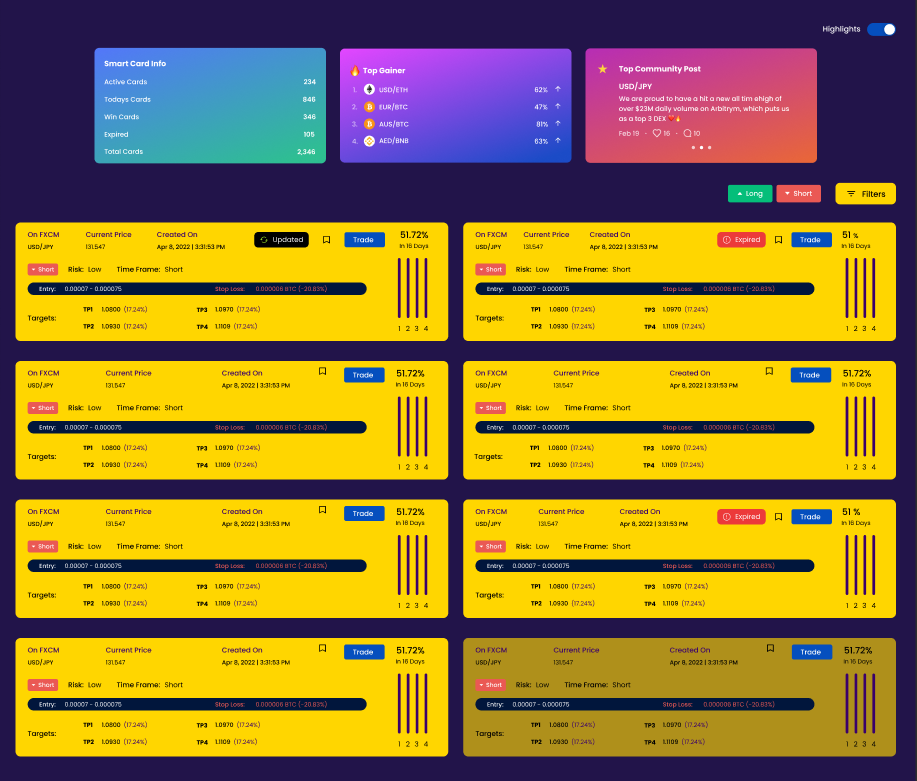 Highlights
Smart Card Info
Active Cards 234
Todays Cards 846
Win Cards 346
Expired 105
Total Cards 2,346
Top Gainer
1. USD/ETH 62%
2. EUR/BTC 47%
3. AUS/BTC 81%
4. AED/BNB 63%
Top Community Post
USD/JPY
We are proud to have a hit a new all tim ehigh of
over $23M daily volume on Arbitrym, which puts us
as a top 3 DEX
Feb 19 · 16 · 10
Long Short Filters
On FXCM Current Price Created On Updated Trade 51.72%
USD/JPY 131.547 Apr 8, 2022 | 3:31:53 PM In 16 Days
Short Risk: Low Time Frame: Short
Entry: 0.00007 - 0.000075 Stop Loss: 0.000006 BTC (-20.83%)
Targets: TP1 1.0800 (17.24%) TP3 1.0970 (17.24%)
TP2 1.0930 (17.24%) TP4 1.1109 (17.24%)
1 2 3 4
On FXCM Current Price Created On Expired Trade 51 %
USD/JPY 131.547 Apr 8, 2022 | 3:31:53 PM In 16 Days
Short Risk: Low Time Frame: Short
Entry: 0.00007 - 0.000075 Stop Loss: 0.000006 BTC (-20.83%)
Targets: TP1 1.0800 (17.24%) TP3 1.0970 (17.24%)
TP2 1.0930 (17.24%) TP4 1.1109 (17.24%)
1 2 3 4
On FXCM Current Price Created On Trade 51.72%
USD/JPY 131.547 Apr 8, 2022 | 3:31:53 PM In 16 Days
Short Risk: Low Time Frame: Short
Entry: 0.00007 - 0.000075 Stop Loss: 0.000006 BTC (-20.83%)
Targets: TP1 1.0800 (17.24%) TP3 1.0970 (17.24%)
TP2 1.0930 (17.24%) TP4 1.1109 (17.24%)
1 2 3 4
On FXCM Current Price Created On Trade 51.72%
USD/JPY 131.547 Apr 8, 2022 | 3:31:53 PM In 16 Days
Short Risk: Low Time Frame: Short
Entry: 0.00007 - 0.000075 Stop Loss: 0.000006 BTC (-20.83%)
Targets: TP1 1.0800 (17.24%) TP3 1.0970 (17.24%)
TP2 1.0930 (17.24%) TP4 1.1109 (17.24%)
1 2 3 4
On FXCM Current Price Created On Trade 51.72%
USD/JPY 131.547 Apr 8, 2022 | 3:31:53 PM In 16 Days
Short Risk: Low Time Frame: Short
Entry: 0.00007 - 0.000075 Stop Loss: 0.000006 BTC (-20.83%)
Targets: TP1 1.0800 (17.24%) TP3 1.0970 (17.24%)
TP2 1.0930 (17.24%) TP4 1.1109 (17.24%)
1 2 3 4
On FXCM Current Price Created On Expired Trade 51 %
USD/JPY 131.547 Apr 8, 2022 | 3:31:53 PM In 16 Days
Short Risk: Low Time Frame: Short
Entry: 0.00007 - 0.000075 Stop Loss: 0.000006 BTC (-20.83%)
Targets: TP1 1.0800 (17.24%) TP3 1.0970 (17.24%)
TP2 1.0930 (17.24%) TP4 1.1109 (17.24%)
1 2 3 4
On FXCM Current Price Created On Trade 51.72%
USD/JPY 131.547 Apr 8, 2022 | 3:31:53 PM In 16 Days
Short Risk: Low Time Frame: Short
Entry: 0.00007 - 0.000075 Stop Loss: 0.000006 BTC (-20.83%)
Targets: TP1 1.0800 (17.24%) TP3 1.0970 (17.24%)
TP2 1.0930 (17.24%) TP4 1.1109 (17.24%)
1 2 3 4
On FXCM Current Price Created On Trade 51.72%
USD/JPY 131.547 Apr 8, 2022 | 3:31:53 PM In 16 Days
Short Risk: Low Time Frame: Short
Entry: 0.00007 - 0.000075 Stop Loss: 0.000006 BTC (-20.83%)
Targets: TP1 1.0800 (17.24%) TP3 1.0970 (17.24%)
TP2 1.0930 (17.24%) TP4 1.1109 (17.24%)
1 2 3 4